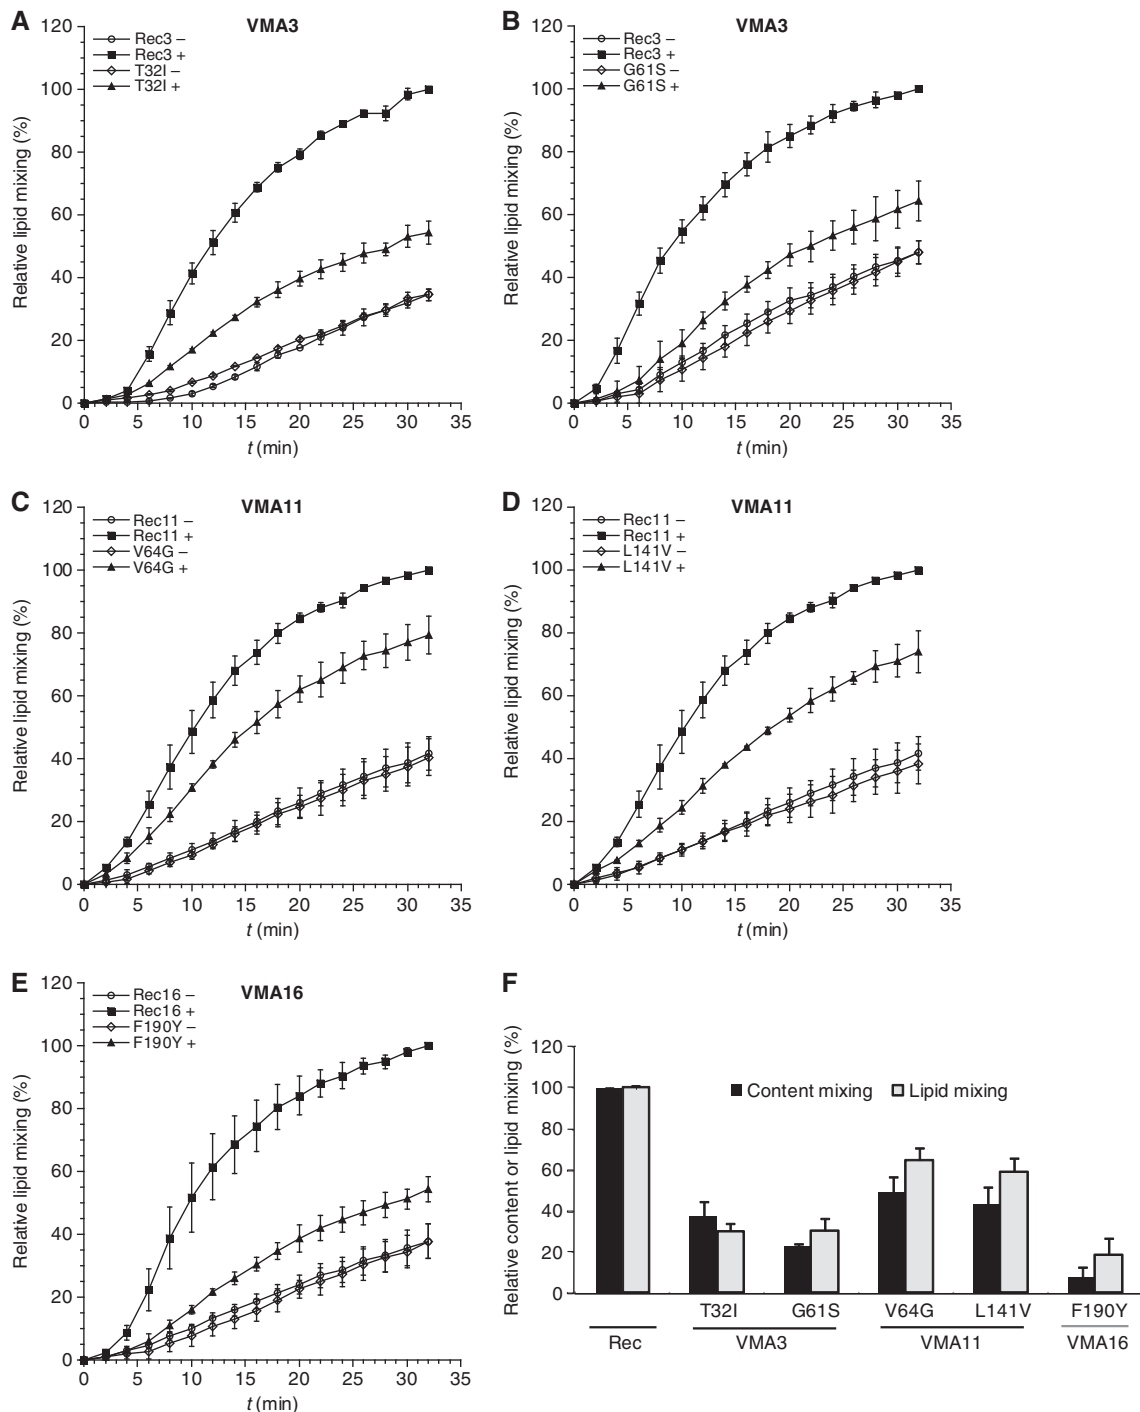 A
VMA3
Rec3 –
Rec3 +
T32I –
T32I +
Relative lipid mixing (%)
120
100
80
60
40
20
0
0 5 10 15 20 25 30 35
t (min)
B
VMA3
Rec3 –
Rec3 +
G61S –
G61S +
Relative lipid mixing (%)
120
100
80
60
40
20
0
0 5 10 15 20 25 30 35
t (min)
C
VMA11
Rec11 –
Rec11 +
V64G –
V64G +
Relative lipid mixing (%)
120
100
80
60
40
20
0
0 5 10 15 20 25 30 35
t (min)
D
VMA11
Rec11 –
Rec11 +
L141V –
L141V +
Relative lipid mixing (%)
120
100
80
60
40
20
0
0 5 10 15 20 25 30 35
t (min)
E
VMA16
Rec16 –
Rec16 +
F190Y –
F190Y +
Relative lipid mixing (%)
120
100
80
60
40
20
0
0 5 10 15 20 25 30 35
t (min)
F
Relative content or lipid mixing (%)
120
100
80
60
40
20
0
Content mixing Lipid mixing
T32I G61S V64G L141V F190Y
Rec VMA3 VMA11 VMA16